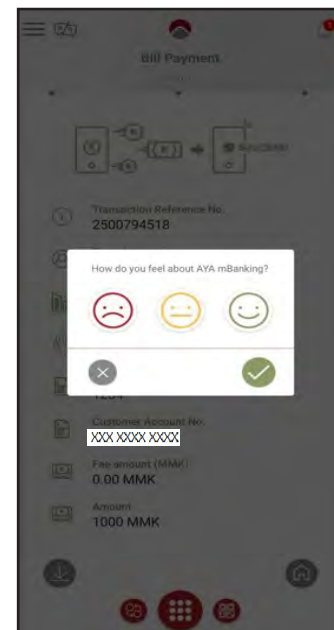 Bill Payment
Transaction Reference No.
2500794518
How do you feel about AYA mBanking?
1234
Customer Account No.
XXX XXXX XXXX
Fee amount (MMK)
0.00 MMK
Amount
1000 MMK